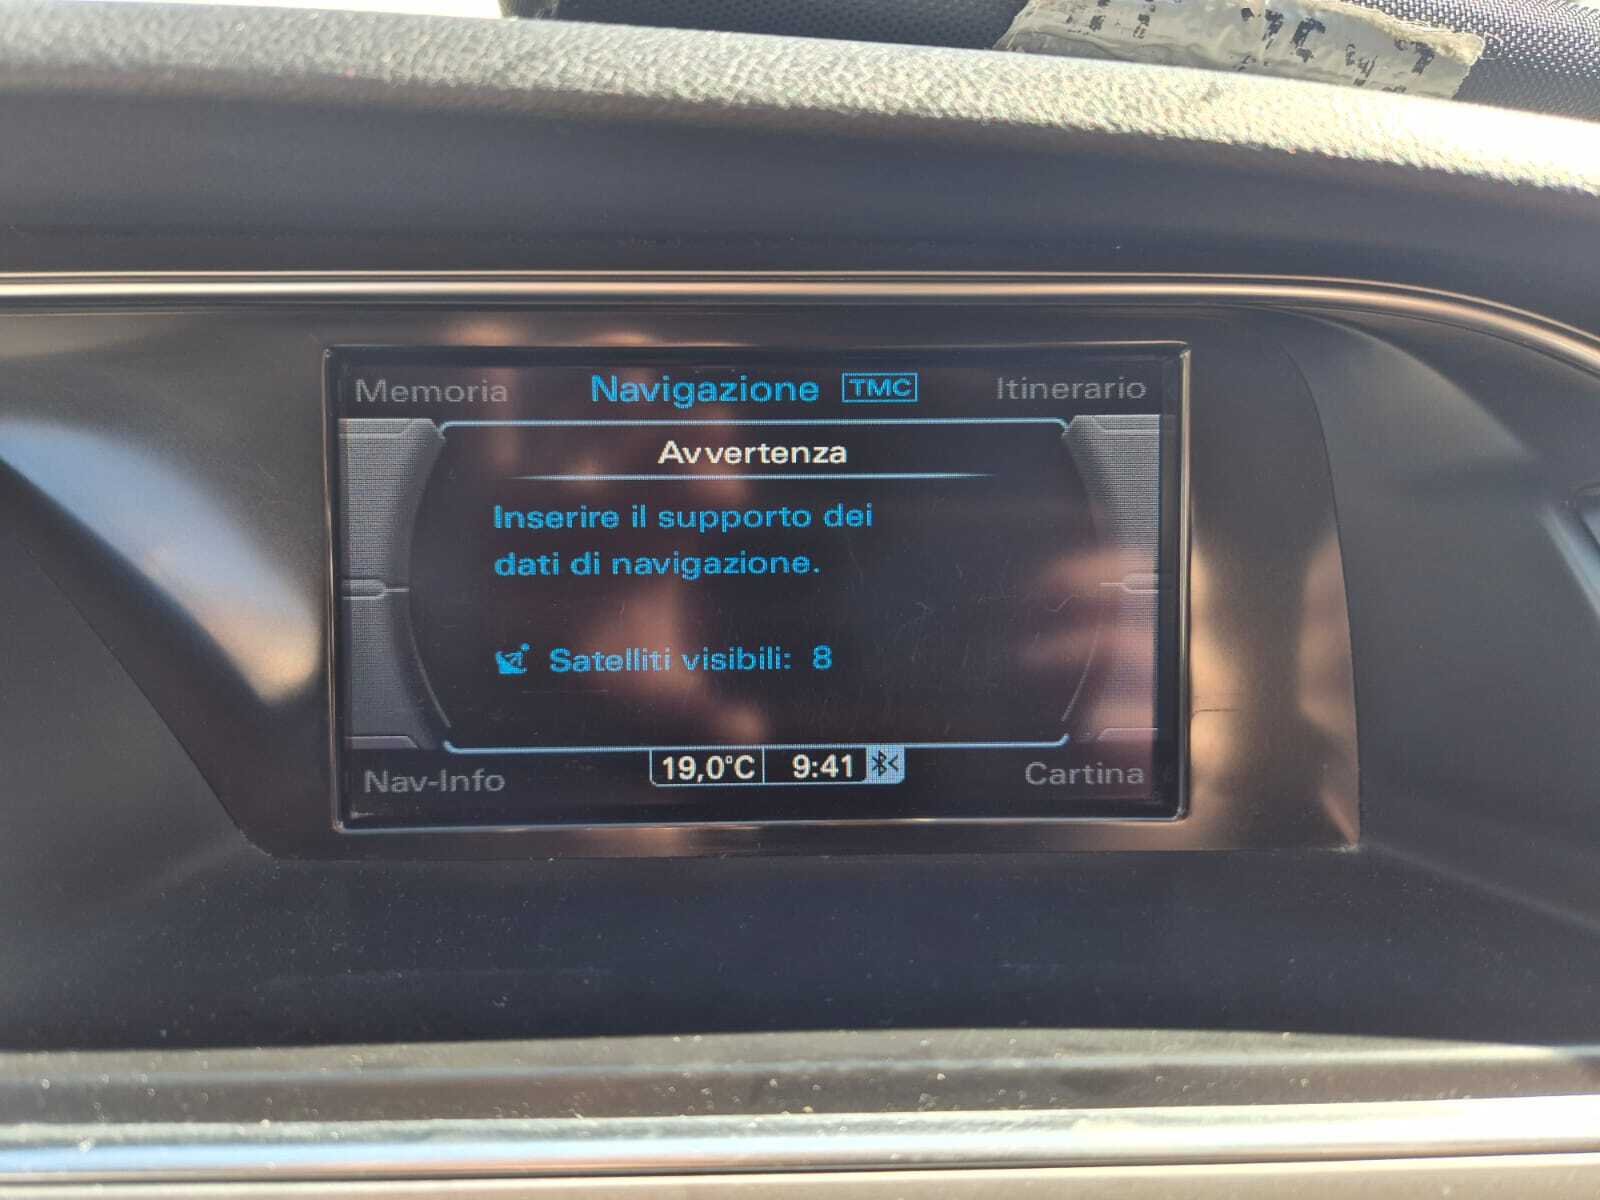 Memoria Navigazione TMC Itinerario
Avvertenza
Inserire il supporto dei
dati di navigazione.
Satelliti visibili: 8
19,0°C 9:41
Nav-Info Cartina